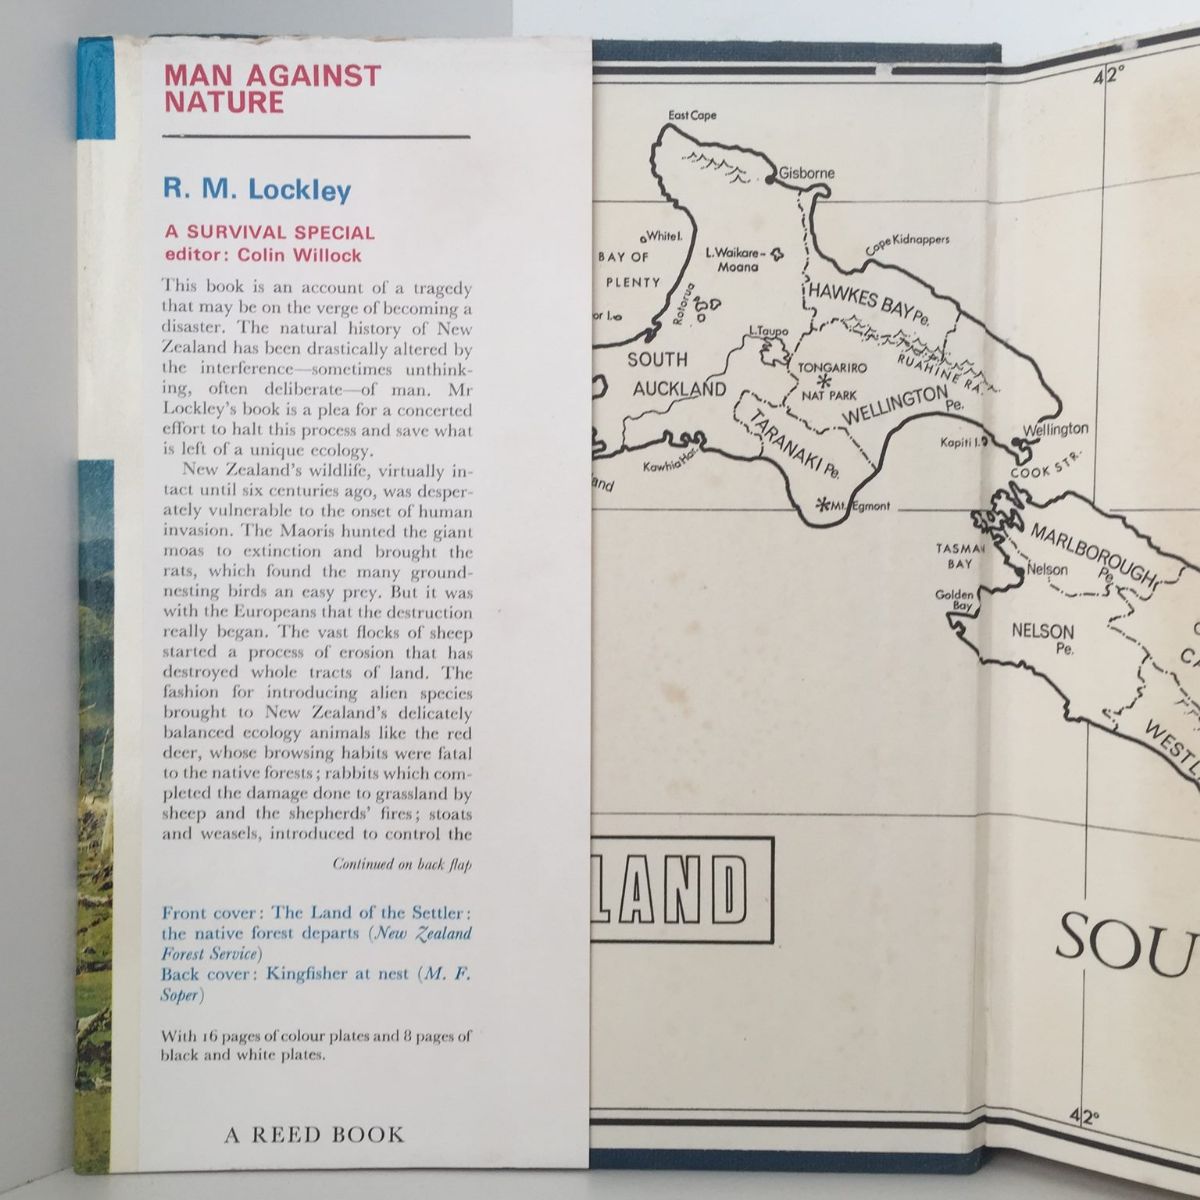 MAN AGAINST
NATURE
R. M. Lockley
A SURVIVAL SPECIAL
editor: Colin Willock
This book is an account of a tragedy
that may be on the verge of becoming a
disaster. The natural history of New
Zealand has been drastically altered by
the interference—sometimes unthink-
ing, often deliberate—of man. Mr
Lockley's book is a plea for a concerted
effort to halt this process and save what
is left of a unique ecology.
New Zealand's wildlife, virtually in-
tact until six centuries ago, was desper-
ately vulnerable to the onset of human
invasion. The Maoris hunted the giant
moas to extinction and brought the
rats, which found the many ground-
nesting birds an easy prey. But it was
with the Europeans that the destruction
really began. The vast flocks of sheep
started a process of erosion that has
destroyed whole tracts of land. The
fashion for introducing alien species
brought to New Zealand's delicately
balanced ecology animals like the red
deer, whose browsing habits were fatal
to the native forests; rabbits which com-
pleted the damage done to grassland by
sheep and the shepherds' fires; stoats
and weasels, introduced to control the
Continued on back flap
Front cover: The Land of the Settler:
the native forest departs (New Zealand
Forest Service)
Back cover: Kingfisher at nest (M. F.
Soper)
With 16 pages of colour plates and 8 pages of
black and white plates.
A REED BOOK
42°
East Cape
Gisborne
White I.
BAY OF
PLENTY
L. Waikare-
Moana
Cape Kidnappers
Rotorua
or I.
HAWKES BAY Pe.
L. Taupo
SOUTH
AUCKLAND
TONGARIRO
NAT PARK
RUAHINE RA.
WELLINGTON
Pe.
TARANAKI Pe.
Kapiti I.
Wellington
COOK STR.
Kawhia Har.
and
Mt. Egmont
MARLBOROUGH
Pe.
TASMAN
BAY
Nelson
Golden
Bay
NELSON
Pe.
C
CA
WESTL
LAND
SOU
42°